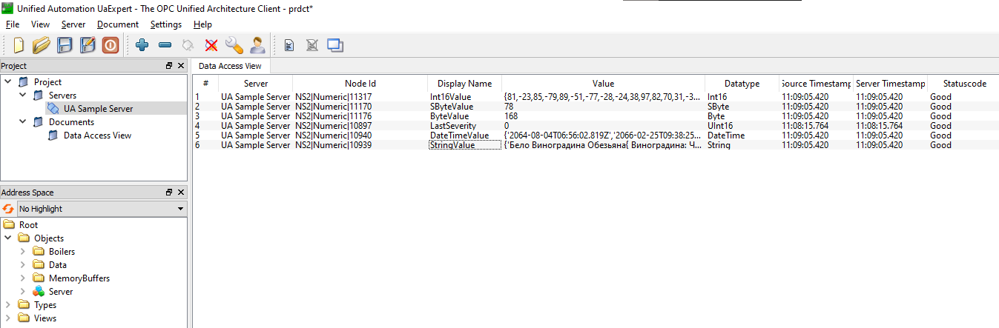 Unified Automation UaExpert - The OPC Unified Architecture Client - prdct*
File View Server Document Settings Help
Project
Project
Servers
UA Sample Server
Documents
Data Access View
Address Space
No Highlight
Root
Objects
Boilers
Data
MemoryBuffers
Server
Types
Views
Data Access View
# Server Node Id Display Name Value Datatype Source Timestamp Server Timestamp Statuscode
1 UA Sample Server NS2|Numeric|11317 Int16Value {81,-23,85,-79,89,-51,-77,-28,-24,38,97,82,70,31,-3... Int16 11:09:05.420 11:09:05.420 Good
2 UA Sample Server NS2|Numeric|11170 SByteValue 78 SByte 11:09:05.420 11:09:05.420 Good
3 UA Sample Server NS2|Numeric|11176 ByteValue 168 Byte 11:09:05.420 11:09:05.420 Good
4 UA Sample Server NS2|Numeric|10897 LastSeverity 0 UInt16 11:08:15.764 11:08:15.764 Good
5 UA Sample Server NS2|Numeric|10940 DateTimeValue {'2064-08-04T06:56:02.819Z','2066-02-25T09:38:25... DateTime 11:09:05.420 11:09:05.420 Good
6 UA Sample Server NS2|Numeric|10939 StringValue {'Бело Виноградина Обезьяна{ Виноградина: Ч... String 11:09:05.420 11:09:05.420 Good